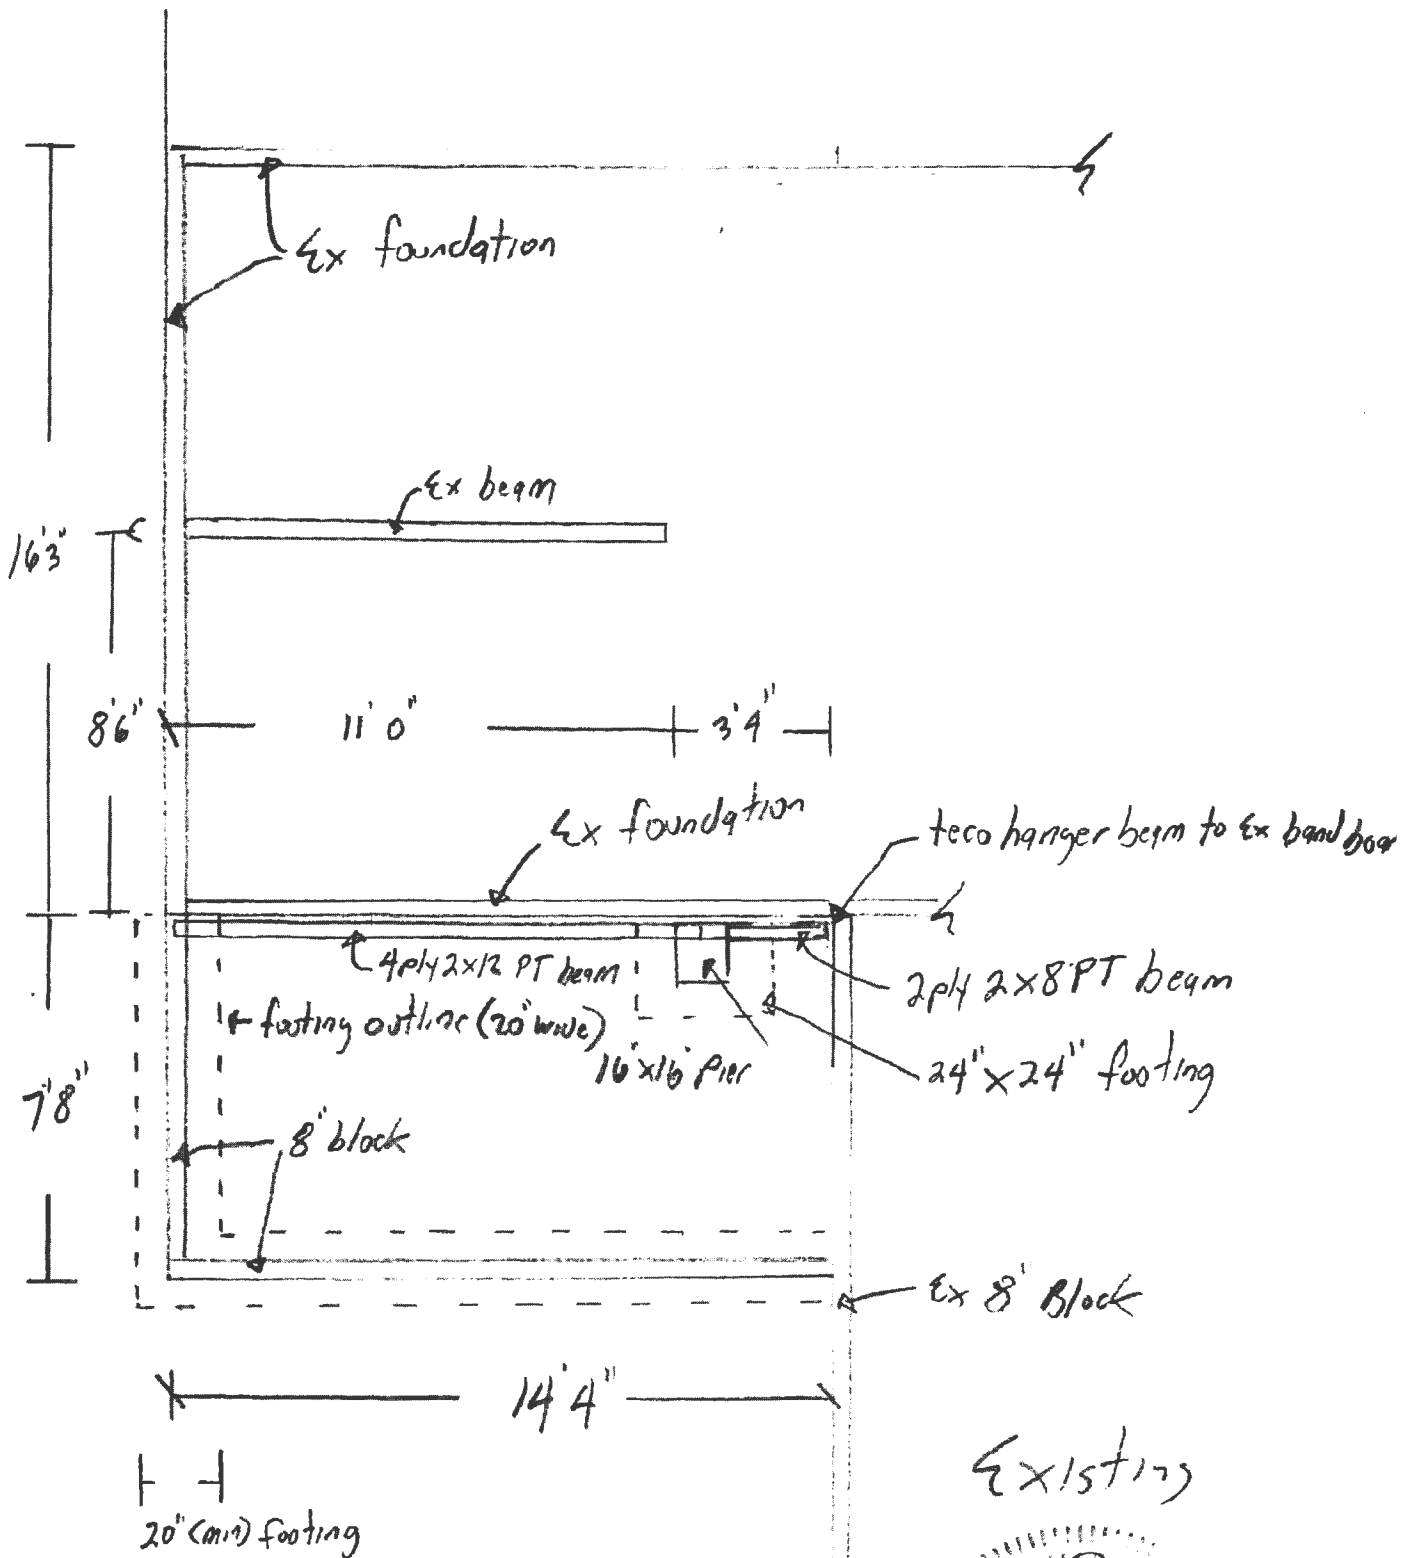 Ex foundation
Ex beam
16'3"
8'6"
11' 0"
3'4"
Ex foundation
teco hanger beam to Ex band boar
4ply 2x12 PT beam
2ply 2x8 PT beam
footing outline (20" wide)
16"x16" Pier
24"x24" footing
7'8"
8" block
Ex 8' Block
14'4"
Existing
20" (min) footing